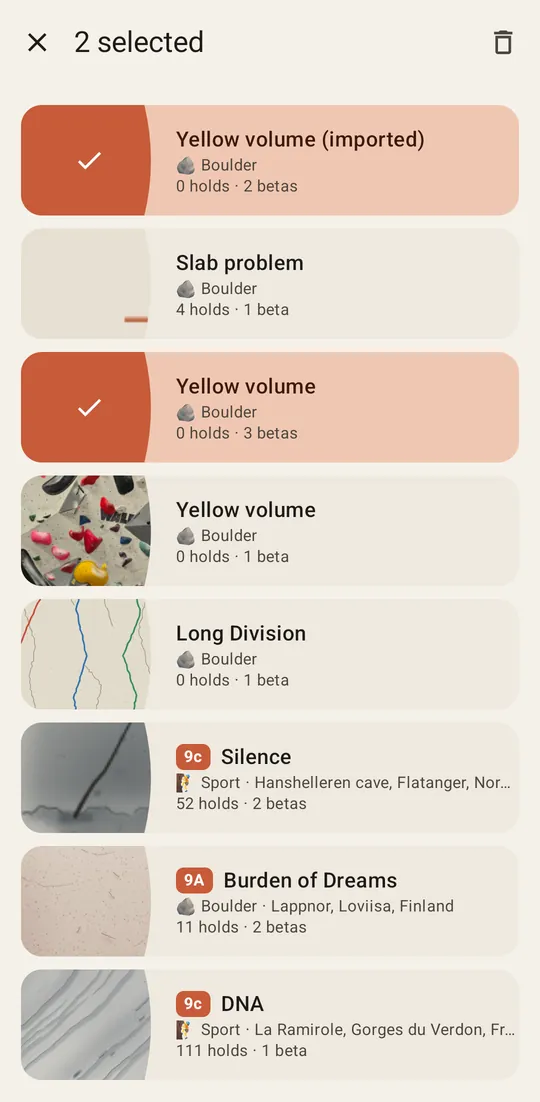 2 selected
Yellow volume (imported)
Boulder
0 holds · 2 betas
Slab problem
Boulder
4 holds · 1 beta
Yellow volume
Boulder
0 holds · 3 betas
Yellow volume
Boulder
0 holds · 1 beta
Long Division
Boulder
0 holds · 1 beta
9c Silence
Sport · Hanshelleren cave, Flatanger, Nor…
52 holds · 2 betas
9A Burden of Dreams
Boulder · Lappnor, Loviisa, Finland
11 holds · 2 betas
9c DNA
Sport · La Ramirole, Gorges du Verdon, Fr…
111 holds · 1 beta